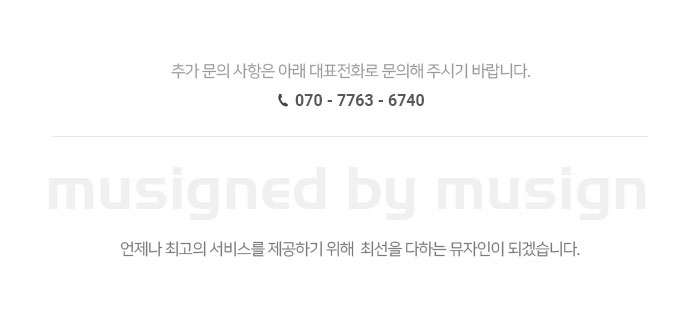 추가 문의 사항은 아래 대표전화로 문의해 주시기 바랍니다.
070 - 7763 - 6740
musigned by musign
언제나 최고의 서비스를 제공하기 위해 최선을 다하는 뮤자인이 되겠습니다.